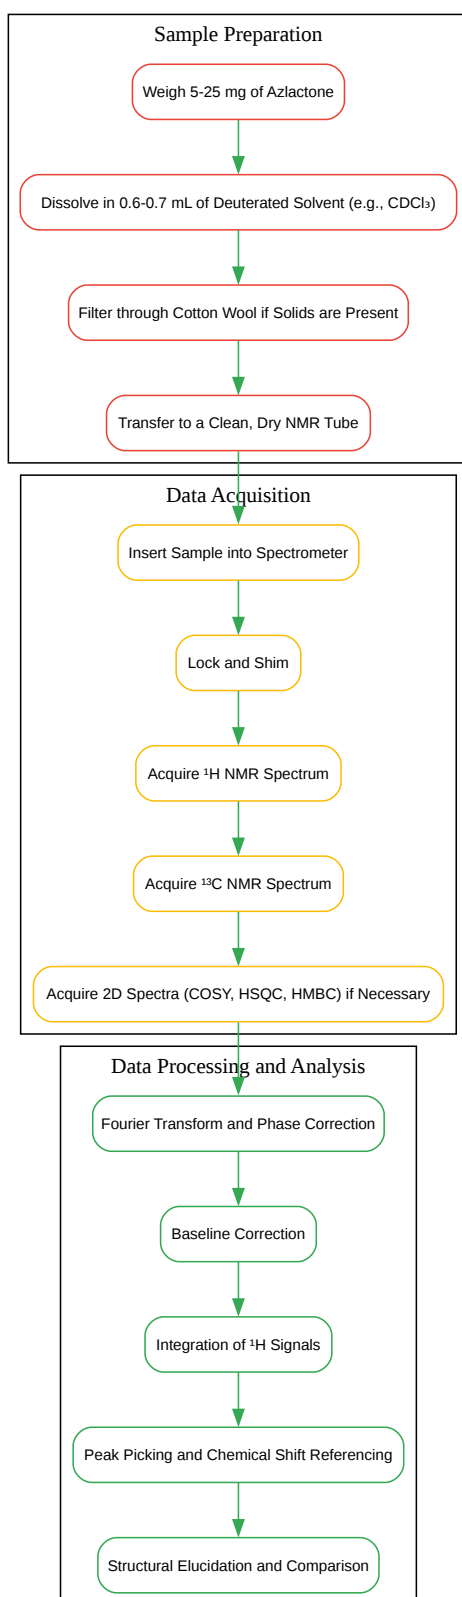 Sample Preparation
Weigh 5-25 mg of Azlactone
Dissolve in 0.6-0.7 mL of Deuterated Solvent (e.g., CDCl₃)
Filter through Cotton Wool if Solids are Present
Transfer to a Clean, Dry NMR Tube
Data Acquisition
Insert Sample into Spectrometer
Lock and Shim
Acquire ¹H NMR Spectrum
Acquire ¹³C NMR Spectrum
Acquire 2D Spectra (COSY, HSQC, HMBC) if Necessary
Data Processing and Analysis
Fourier Transform and Phase Correction
Baseline Correction
Integration of ¹H Signals
Peak Picking and Chemical Shift Referencing
Structural Elucidation and Comparison